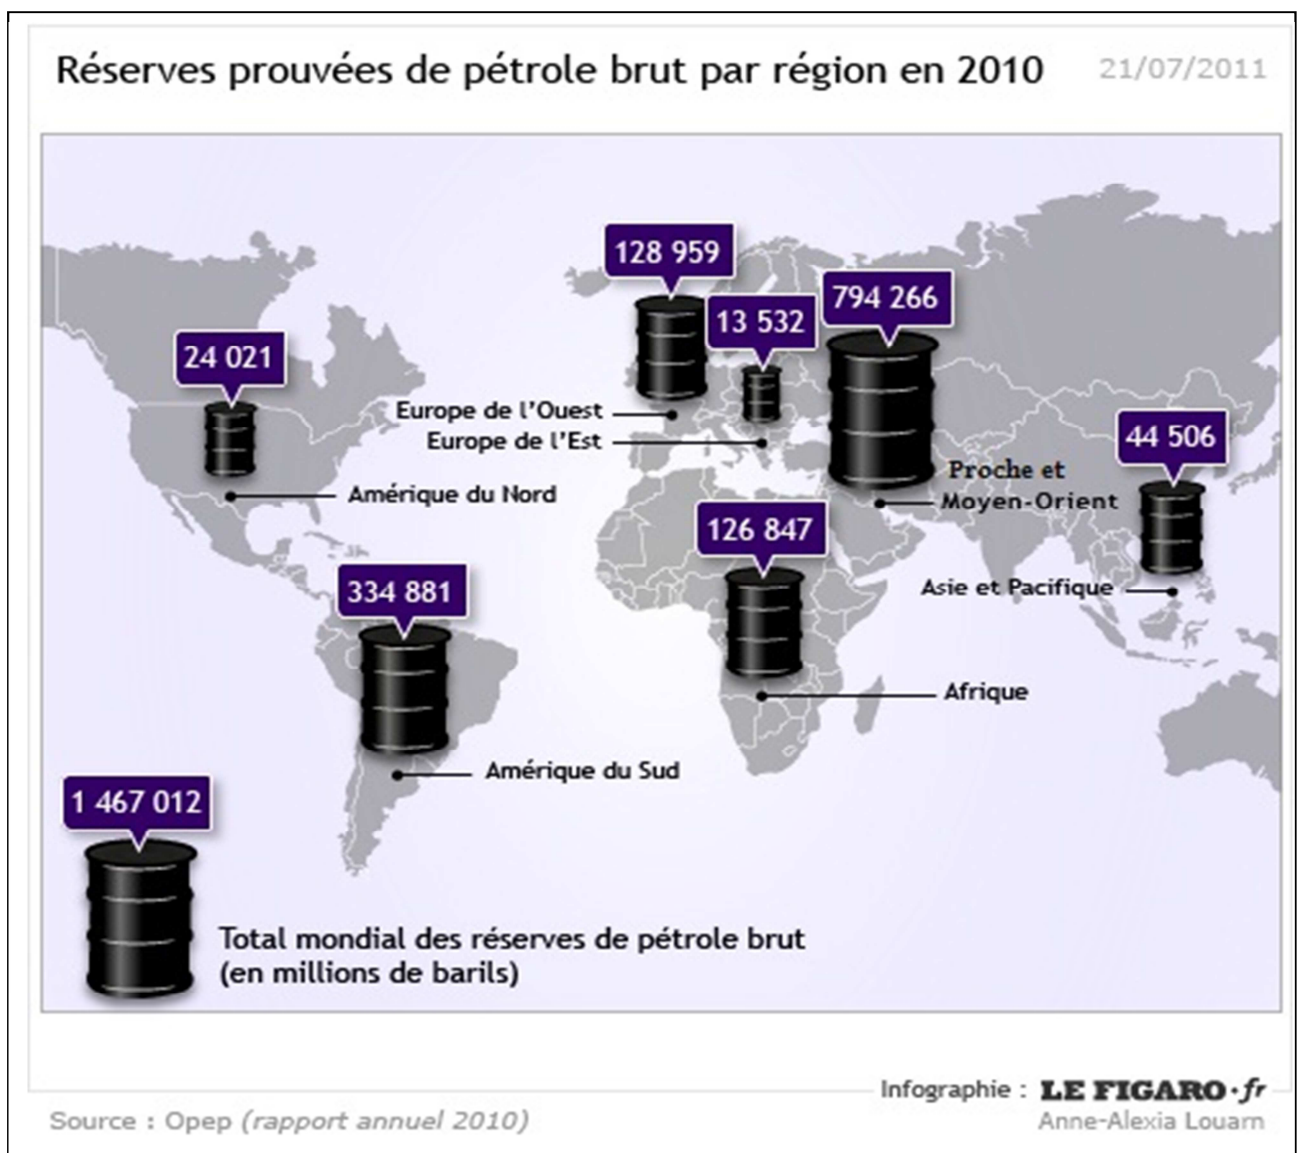 Réserves prouvées de pétrole brut par région en 2010
21/07/2011
128 959
794 266
13 532
24 021
Europe de l'Ouest
Europe de l'Est
44 506
Proche et
Moyen-Orient
Amérique du Nord
126 847
334 881
Asie et Pacifique
Afrique
Amérique du Sud
1 467 012
Total mondial des réserves de pétrole brut
(en millions de barils)
Infographie : LE FIGARO·fr
Source : Opep (rapport annuel 2010)
Anne-Alexia Louarn